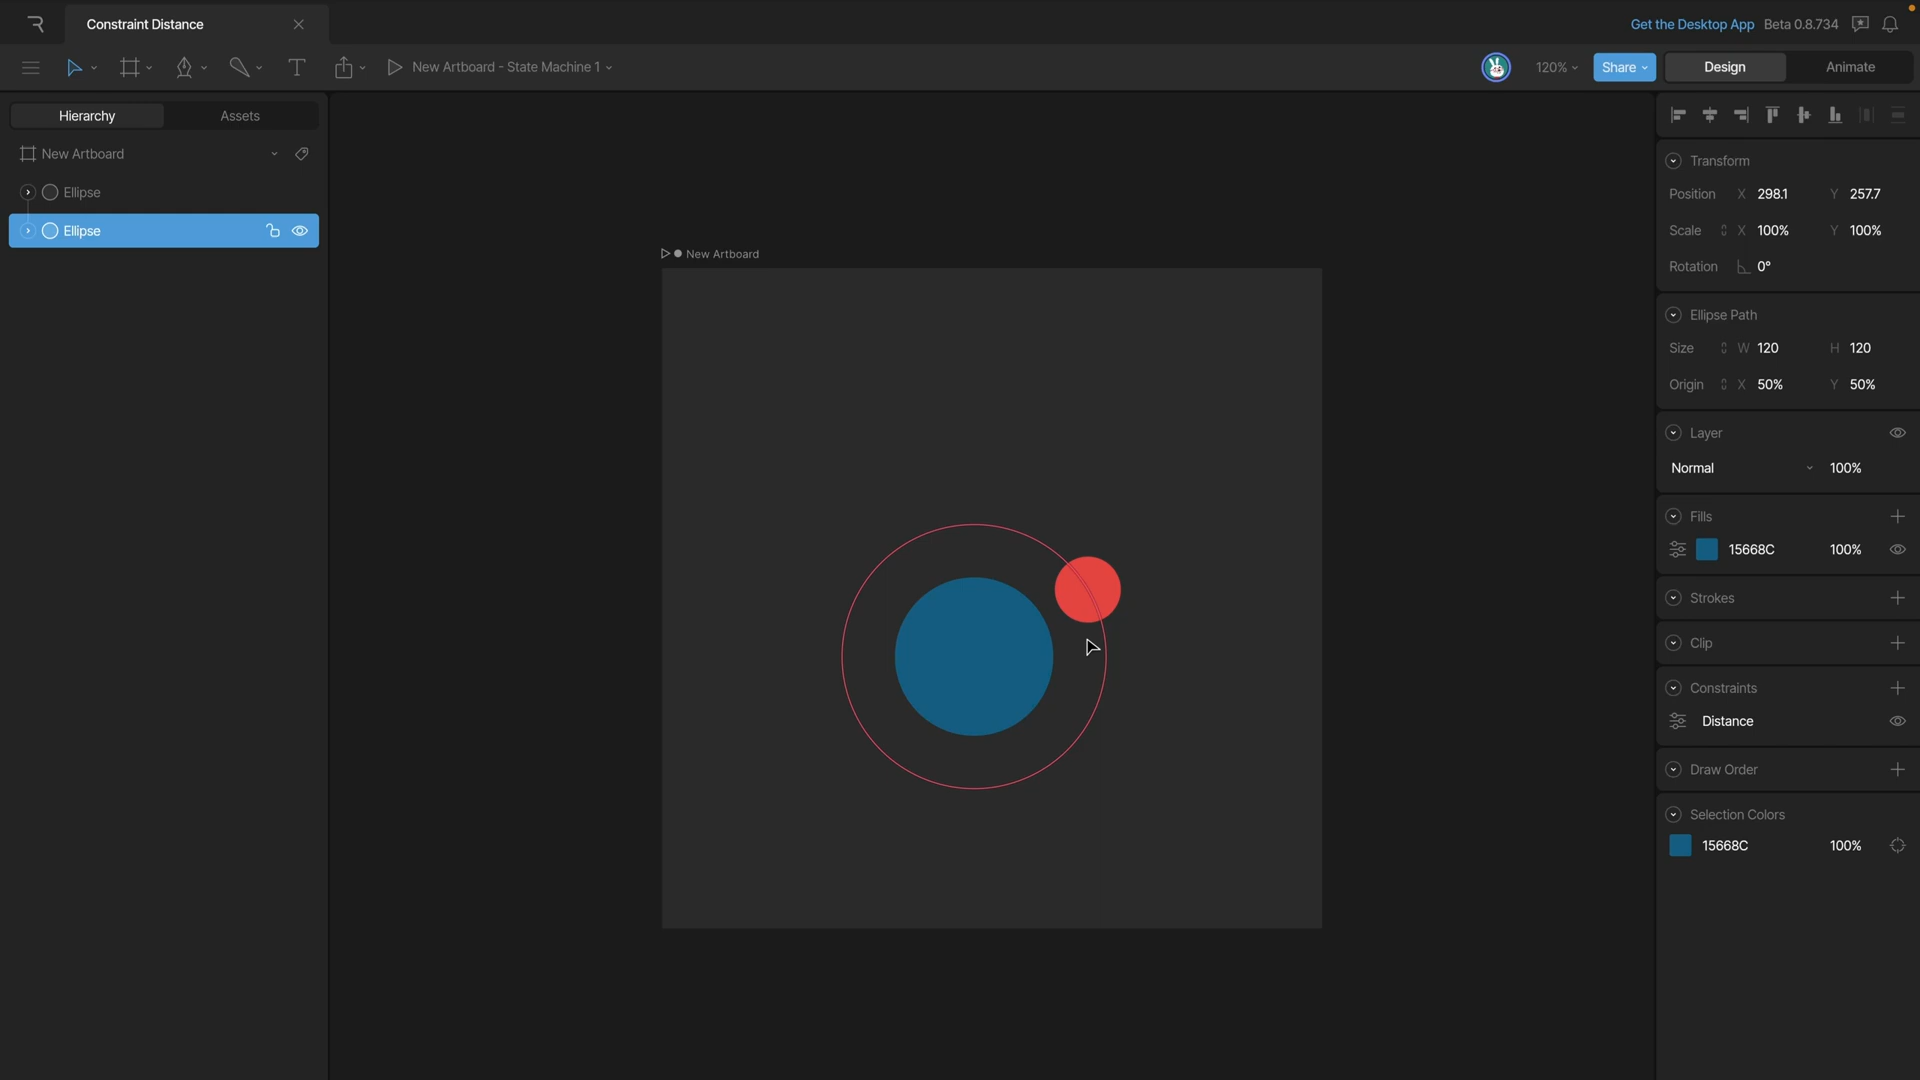 Constraint Distance
Get the Desktop App Beta 0.8.734
New Artboard - State Machine 1
120%
Share
Design
Animate
Hierarchy
Assets
New Artboard
Ellipse
Ellipse
New Artboard
Transform
Position X 298.1 Y 257.7
Scale X 100% Y 100%
Rotation 0°
Ellipse Path
Size W 120 H 120
Origin X 50% Y 50%
Layer
Normal 100%
Fills
15668C 100%
Strokes
Clip
Constraints
Distance
Draw Order
Selection Colors
15668C 100%